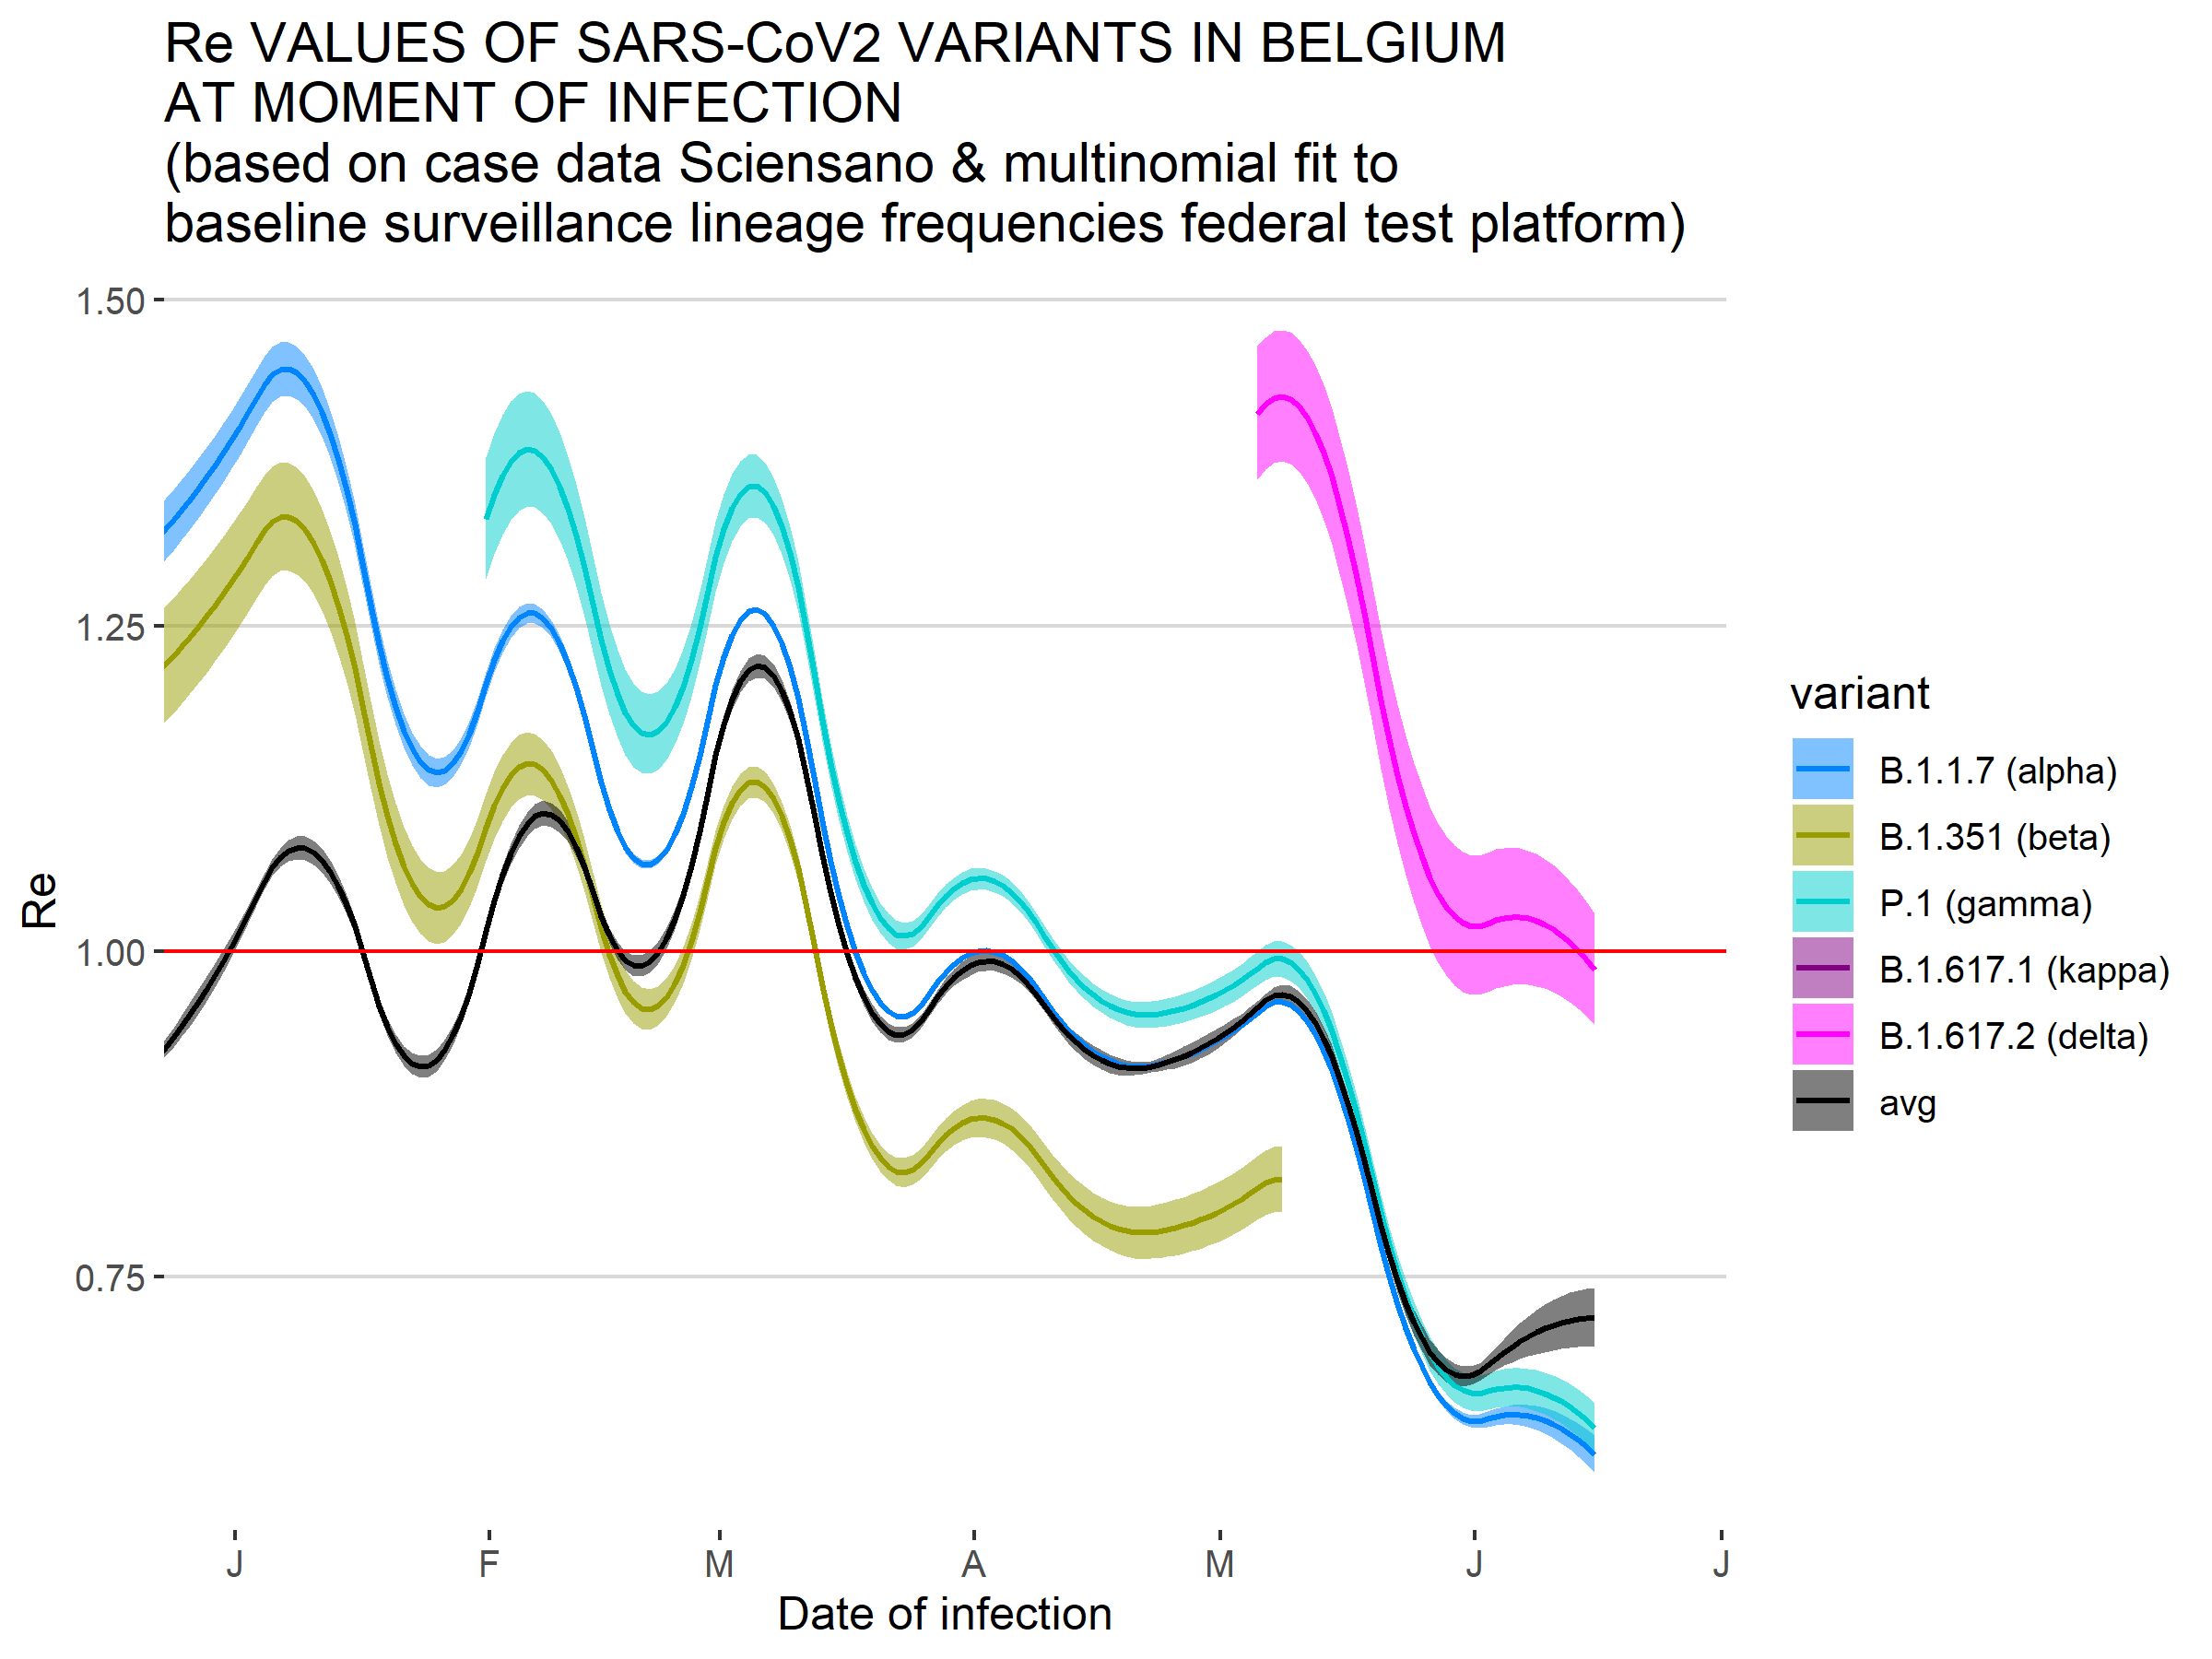 Re VALUES OF SARS-CoV2 VARIANTS IN BELGIUM
AT MOMENT OF INFECTION
(based on case data Sciensano & multinomial fit to
baseline surveillance lineage frequencies federal test platform)
1.50
1.25
1.00
0.75
Re
J F M A M J J
Date of infection
variant
B.1.1.7 (alpha)
B.1.351 (beta)
P.1 (gamma)
B.1.617.1 (kappa)
B.1.617.2 (delta)
avg